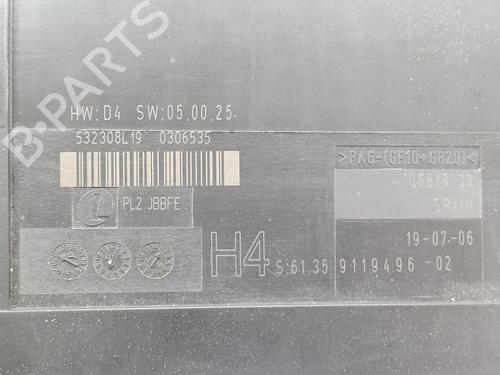 HW:D4 SW:05,00,25.
532308L19 0306535
PL2 JBBFE
>PA6-(GF10+GB20)<
SPAIN
19-07-06
H4
S:61.35 9119496-02
B-PARTS